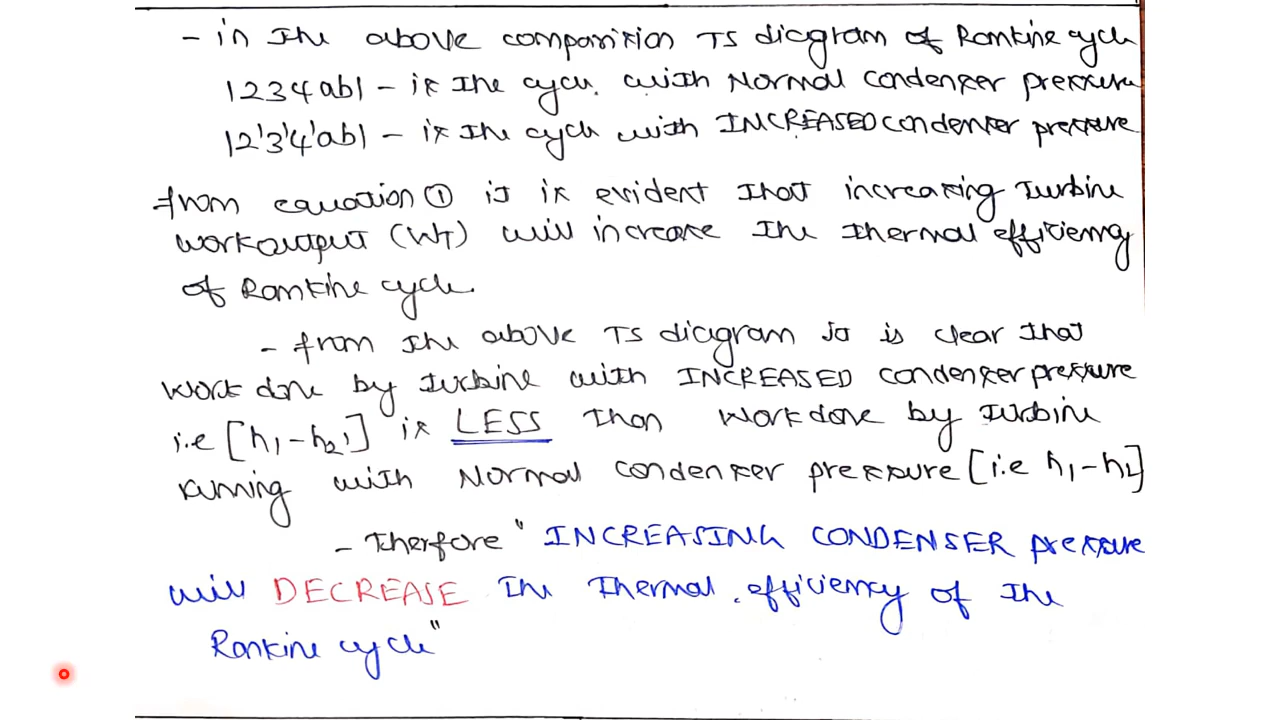 - in the above comparision TS diagram of Rankine cycle
1234ab1 - is the cycle with Normal condenser pressure
12'3'4'ab1 - is the cycle with INCREASED condenser pressure
from equation ① it is evident that increasing turbine
work output (WT) will increase the thermal efficiency
of Rankine cycle.
- from the above TS diagram it is clear that
work done by turbine with INCREASED condenser pressure
i.e [h1-h2'] is LESS than work done by turbine
running with Normal condenser pressure [i.e h1-h2]
- therfore "INCREASING CONDENSER pressure
will DECREASE the thermal efficiency of the
Rankine cycle"